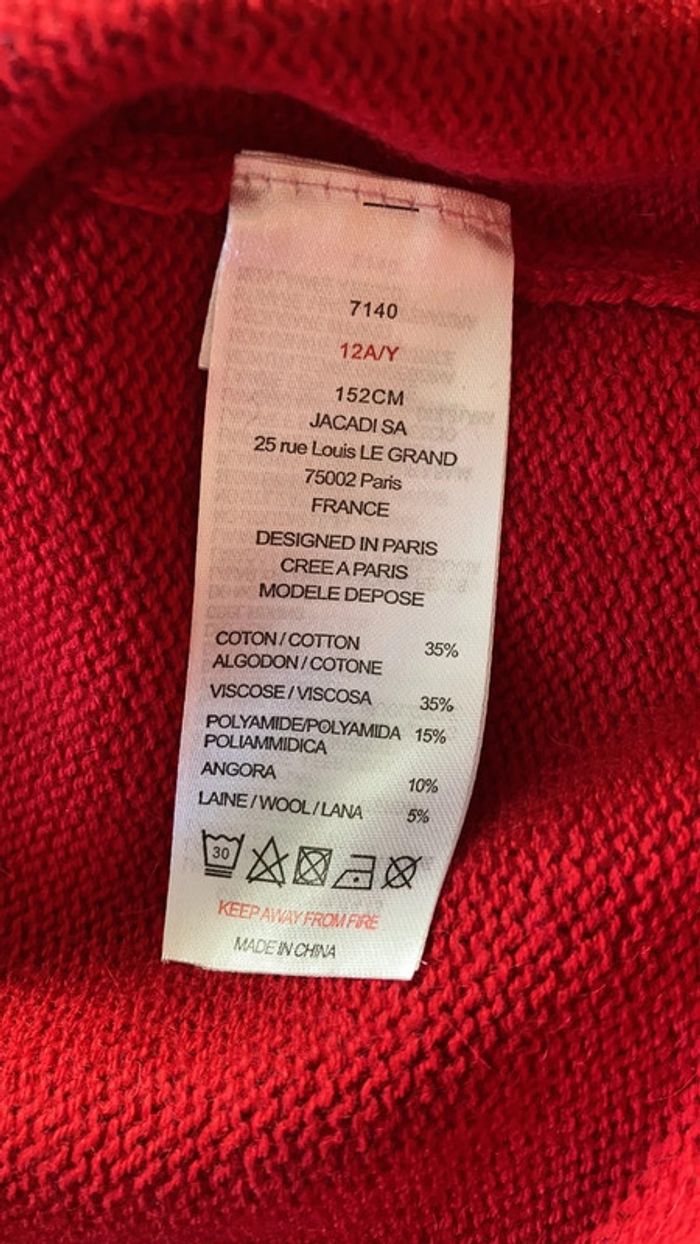 7140
12A/Y
152CM
JACADI SA
25 rue Louis LE GRAND
75002 Paris
FRANCE
DESIGNED IN PARIS
CREE A PARIS
MODELE DEPOSE
COTON / COTTON 35%
ALGODON / COTONE
VISCOSE / VISCOSA 35%
POLYAMIDE/POLYAMIDA 15%
POLIAMMIDICA
ANGORA 10%
LAINE / WOOL / LANA 5%
30
KEEP AWAY FROM FIRE
MADE IN CHINA